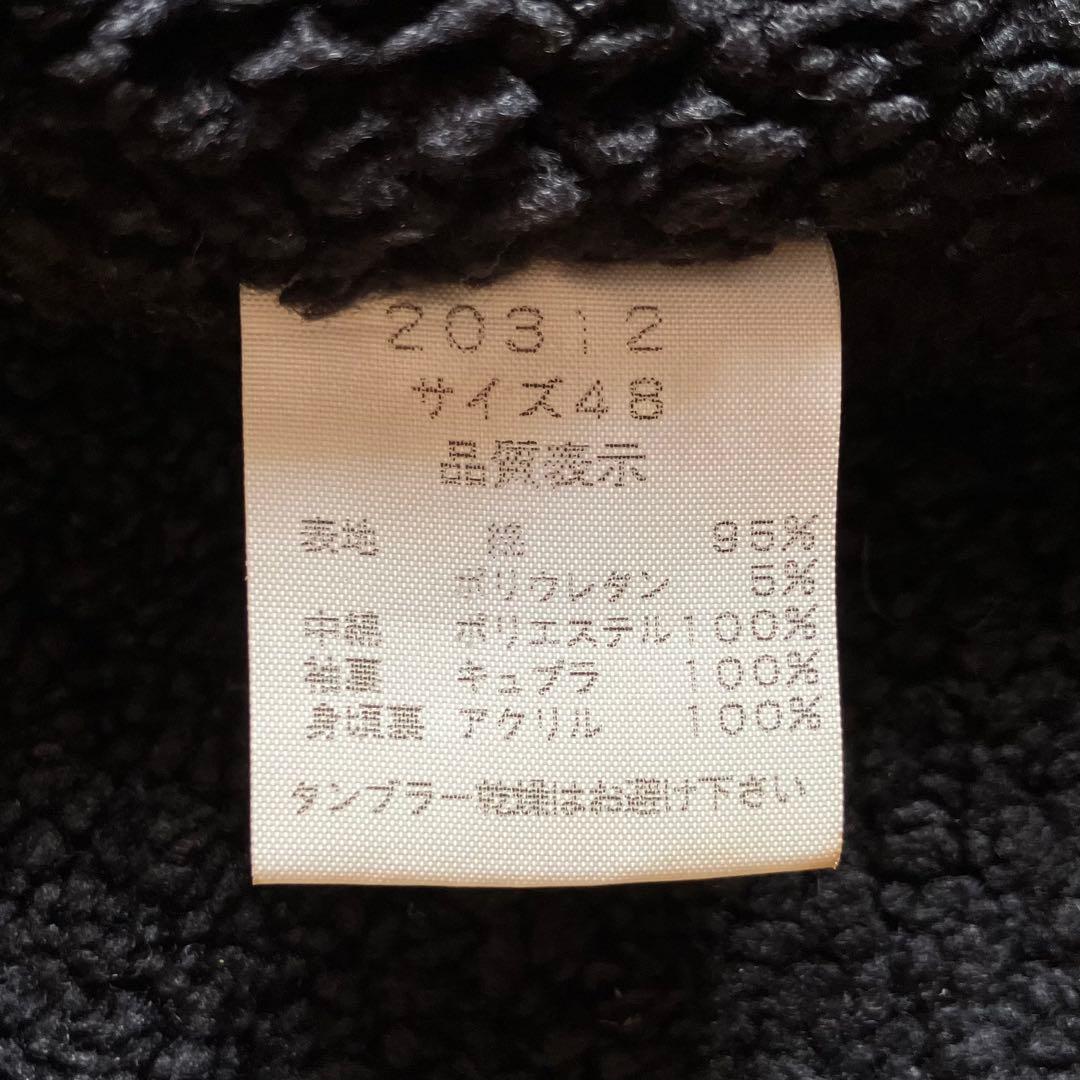 20312
サイズ48
品質表示
表地 綿 95%
ポリウレタン 5%
中綿 ポリエステル 100%
袖裏 キュプラ 100%
身頃裏 アクリル 100%
タンブラー乾燥はお避け下さい